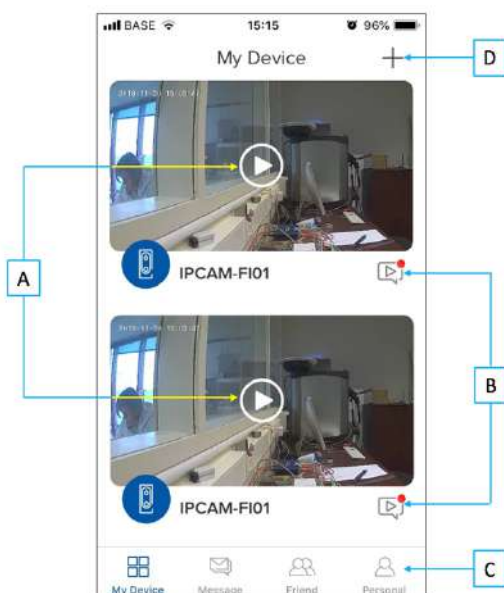 BASE 15:15 96%
My Device
D
A
IPCAM-FI01
B
IPCAM-FI01
C
My Device Message Friend Personal